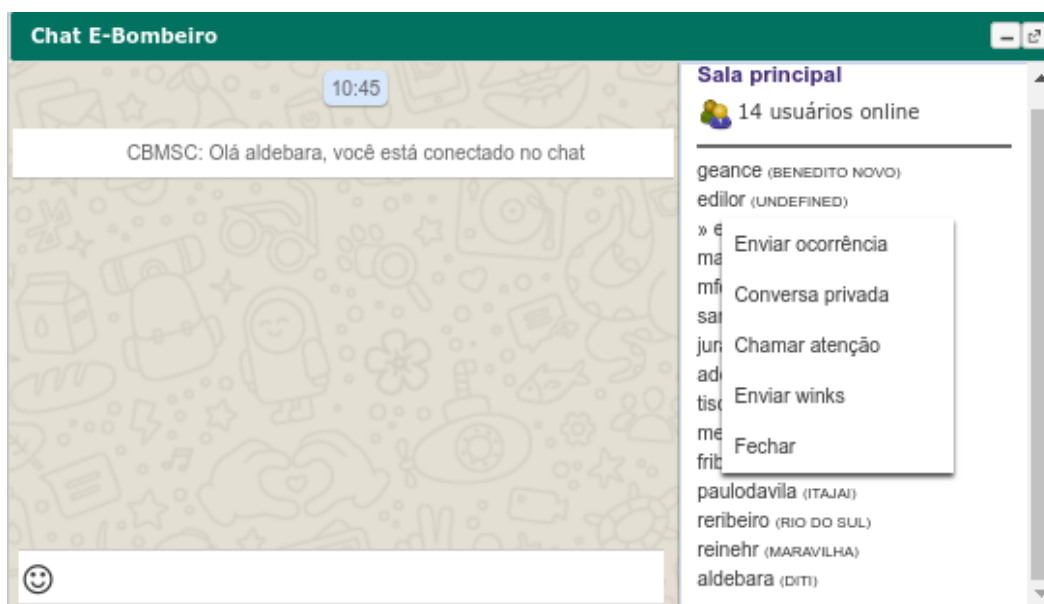 Chat E-Bombeiro
10:45
CBMSC: Olá aldebara, você está conectado no chat
Sala principal
14 usuários online
geance (BENEDITO NOVO)
edilor (UNDEFINED)
»
Enviar ocorrência
Conversa privada
Chamar atenção
Enviar winks
Fechar
paulodavila (ITAJAI)
reribeiro (RIO DO SUL)
reinehr (MARAVILHA)
aldebara (DITI)